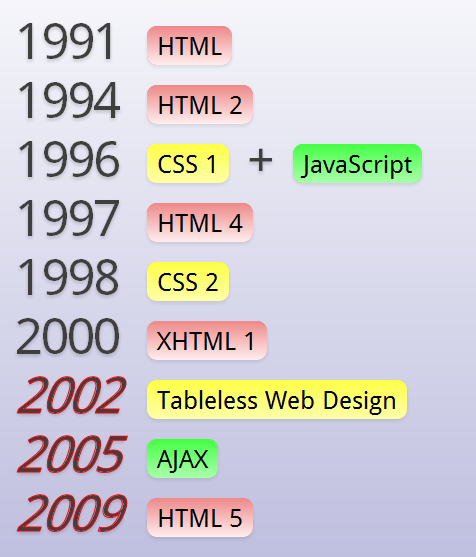 1991 HTML
1994 HTML 2
1996 CSS 1 + JavaScript
1997 HTML 4
1998 CSS 2
2000 XHTML 1
2002 Tableless Web Design
2005 AJAX
2009 HTML 5